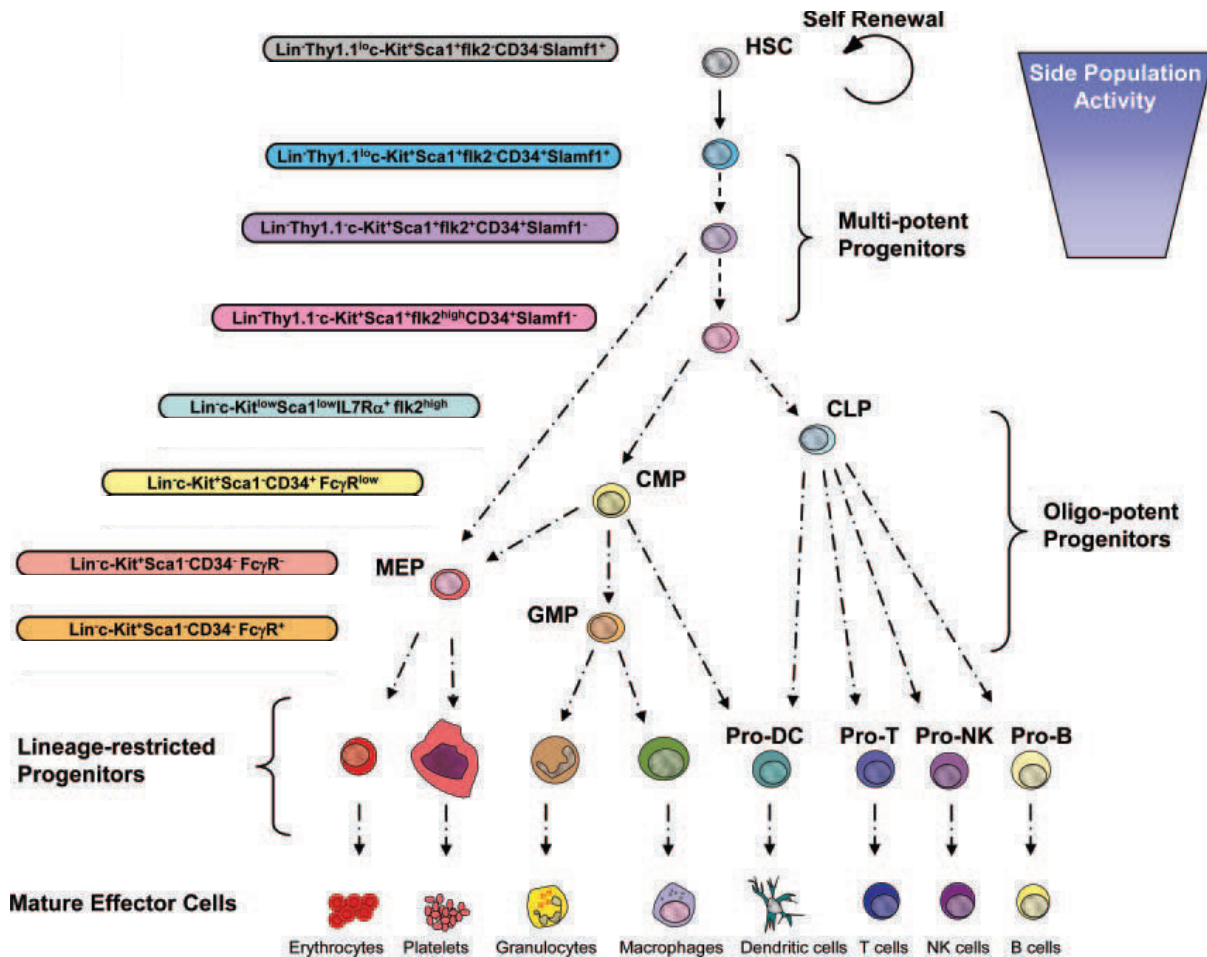 Self Renewal
HSC
Lin⁻Thy1.1ˡᵒc-Kit⁺Sca1⁺flk2⁻CD34⁻Slamf1⁺
Side Population
Activity
Lin⁻Thy1.1ˡᵒc-Kit⁺Sca1⁺flk2⁻CD34⁺Slamf1⁺
Lin⁻Thy1.1⁻c-Kit⁺Sca1⁺flk2⁺CD34⁺Slamf1⁻
Multi-potent
Progenitors
Lin⁻Thy1.1⁻c-Kit⁺Sca1⁺flk2ʰⁱᵍʰCD34⁺Slamf1⁻
Lin⁻c-KitˡᵒʷSca1ˡᵒʷIL7Rα⁺ flk2ʰⁱᵍʰ
CLP
Lin⁻c-Kit⁺Sca1⁻CD34⁺ FcγRˡᵒʷ
CMP
Oligo-potent
Progenitors
Lin⁻c-Kit⁺Sca1⁻CD34⁻ FcγR⁻
MEP
GMP
Lin⁻c-Kit⁺Sca1⁻CD34⁻ FcγR⁺
Lineage-restricted
Progenitors
Pro-DC Pro-T Pro-NK Pro-B
Mature Effector Cells
Erythrocytes Platelets Granulocytes Macrophages Dendritic cells T cells NK cells B cells